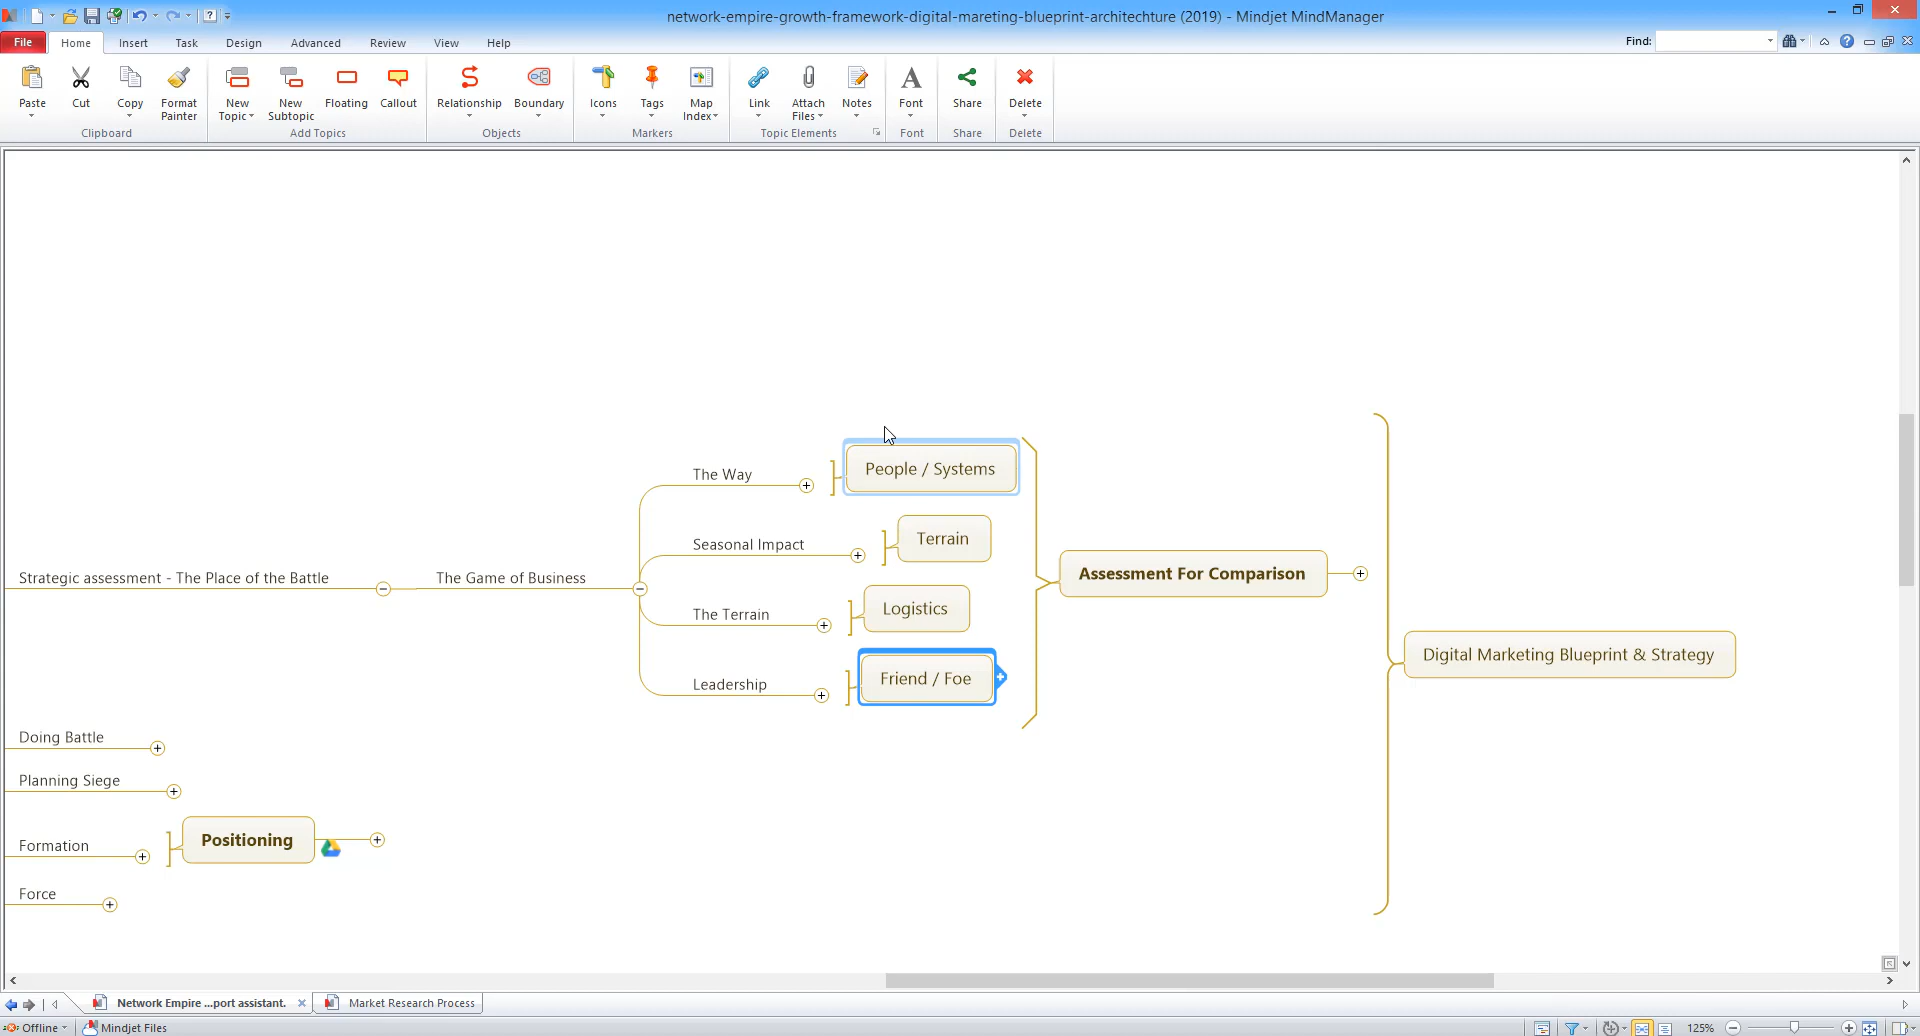 network-empire-growth-framework-digital-mareting-blueprint-architechture (2019) - Mindjet MindManager
File Home Insert Task Design Advanced Review View Help Find:
Paste Cut Copy Format Painter
Clipboard
New Topic New Subtopic Floating Callout
Add Topics
Relationship Boundary
Objects
Icons Tags Map Index
Markers
Link Attach Files Notes
Topic Elements
Font
Font
Share
Share
Delete
Delete
The Way
People / Systems
Seasonal Impact
Terrain
Strategic assessment - The Place of the Battle
The Game of Business
Assessment For Comparison
The Terrain
Logistics
Digital Marketing Blueprint & Strategy
Leadership
Friend / Foe
Doing Battle
Planning Siege
Formation
Positioning
Force
Network Empire ...port assistant.
Market Research Process
Offline
Mindjet Files
125%